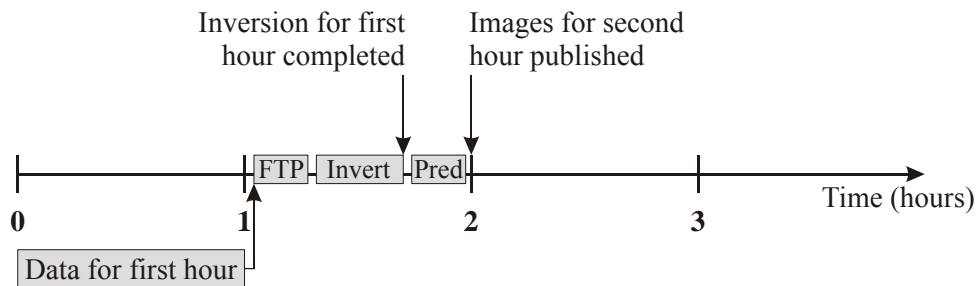 Inversion for first
hour completed
Images for second
hour published
FTP
Invert
Pred
0
1
2
3
Time (hours)
Data for first hour